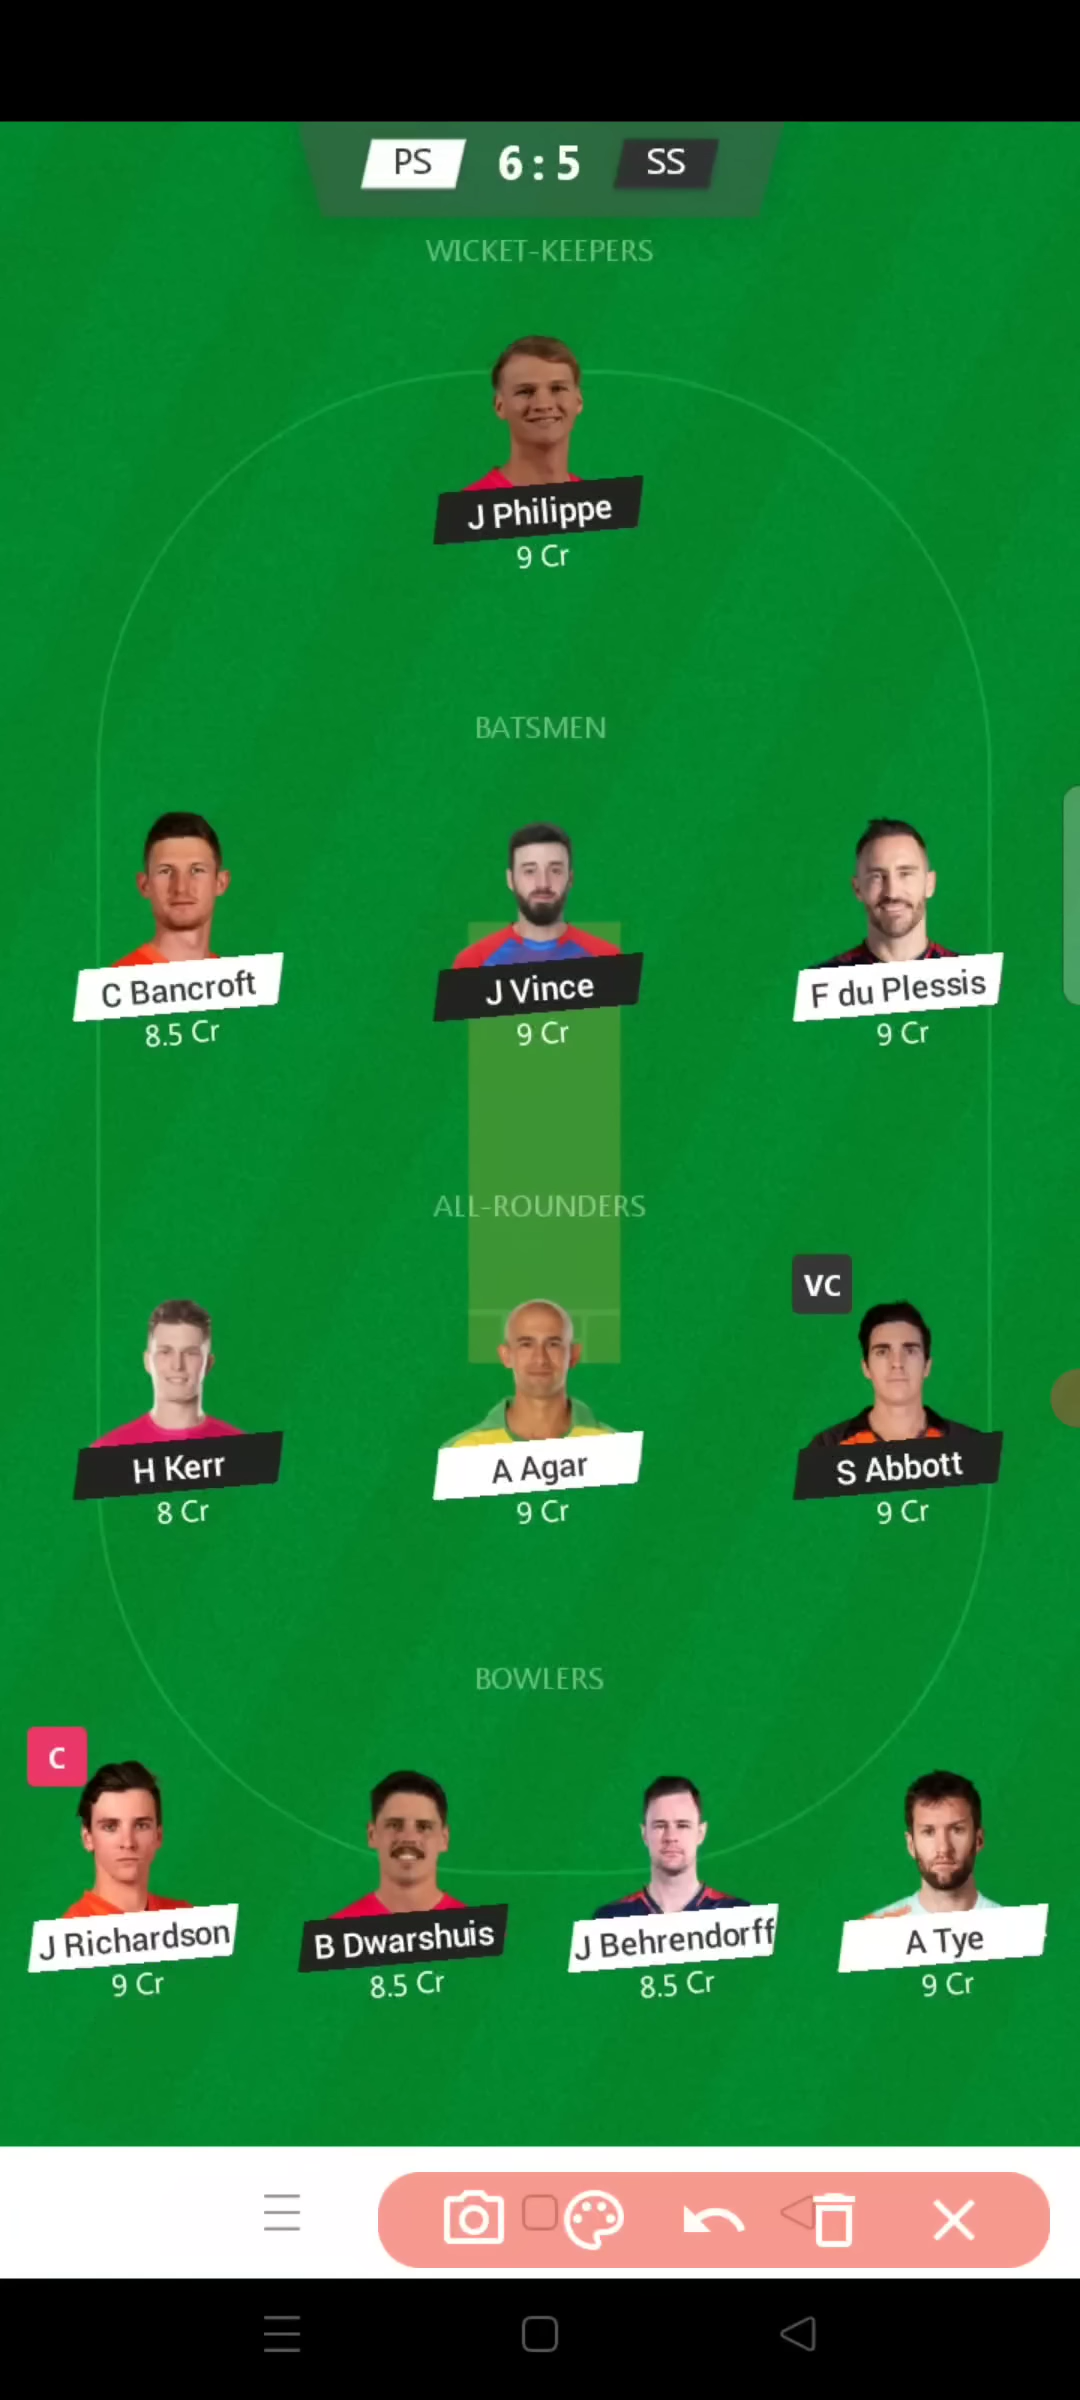 PS 6:5 SS
WICKET-KEEPERS
J Philippe
9 Cr
BATSMEN
C Bancroft J Vince F du Plessis
8.5 Cr 9 Cr 9 Cr
ALL-ROUNDERS
VC
H Kerr A Agar S Abbott
8 Cr 9 Cr 9 Cr
BOWLERS
C
J Richardson B Dwarshuis J Behrendorff A Tye
9 Cr 8.5 Cr 8.5 Cr 9 Cr